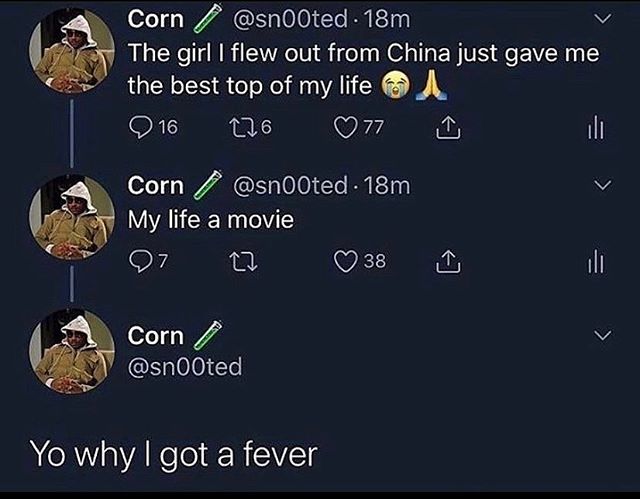 Corn 🧪 @sn00ted · 18m
The girl I flew out from China just gave me
the best top of my life 😭🙏
16 6 77
Corn 🧪 @sn00ted · 18m
My life a movie
7 38
Corn 🧪
@sn00ted
Yo why I got a fever